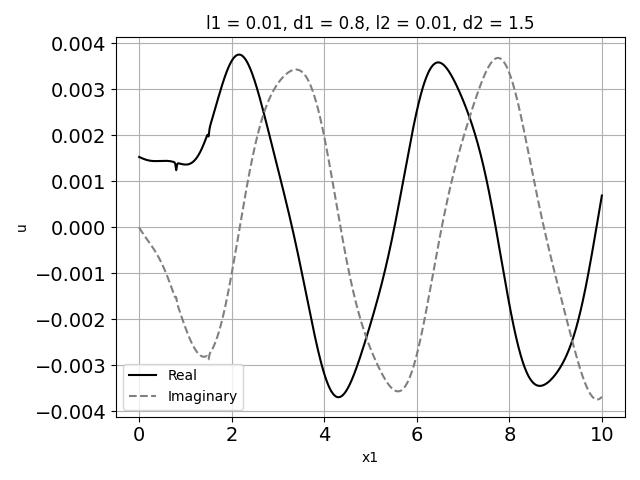 l1 = 0.01, d1 = 0.8, l2 = 0.01, d2 = 1.5
0.004
0.003
0.002
0.001
0.000
−0.001
−0.002
−0.003
−0.004
u
Real
Imaginary
0 2 4 6 8 10
x1